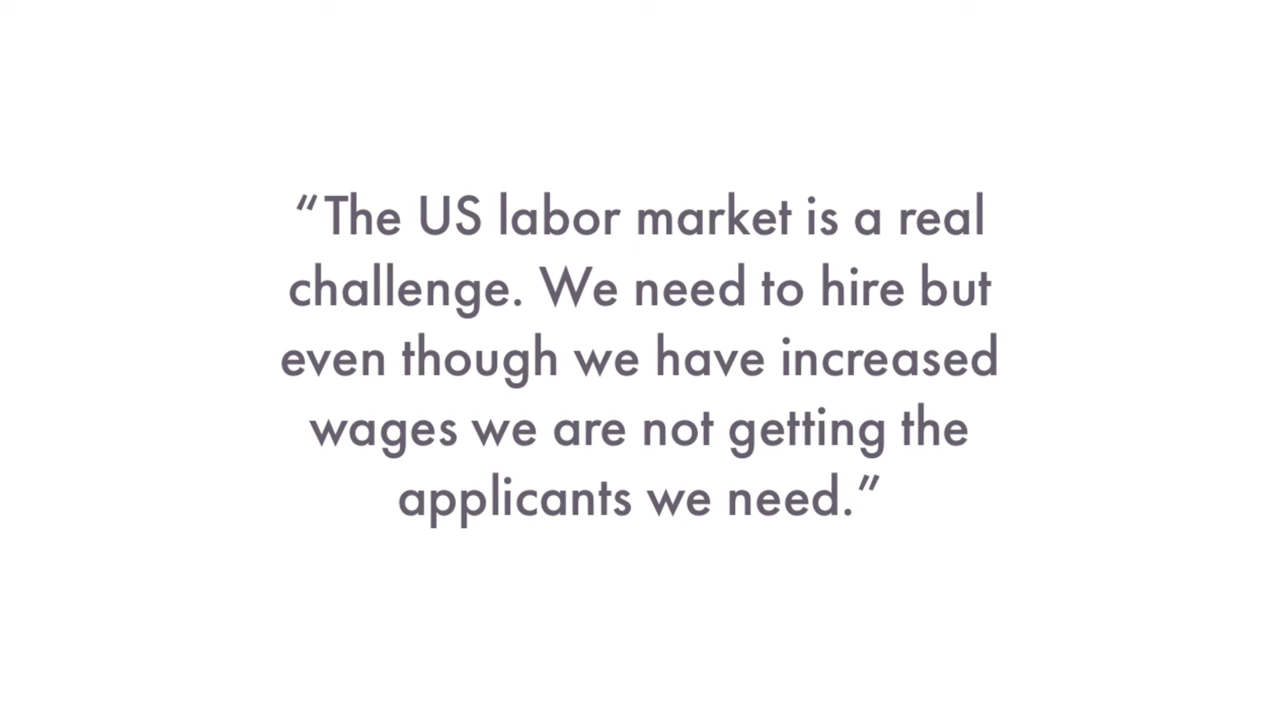 “The US labor market is a real
challenge. We need to hire but
even though we have increased
wages we are not getting the
applicants we need.”